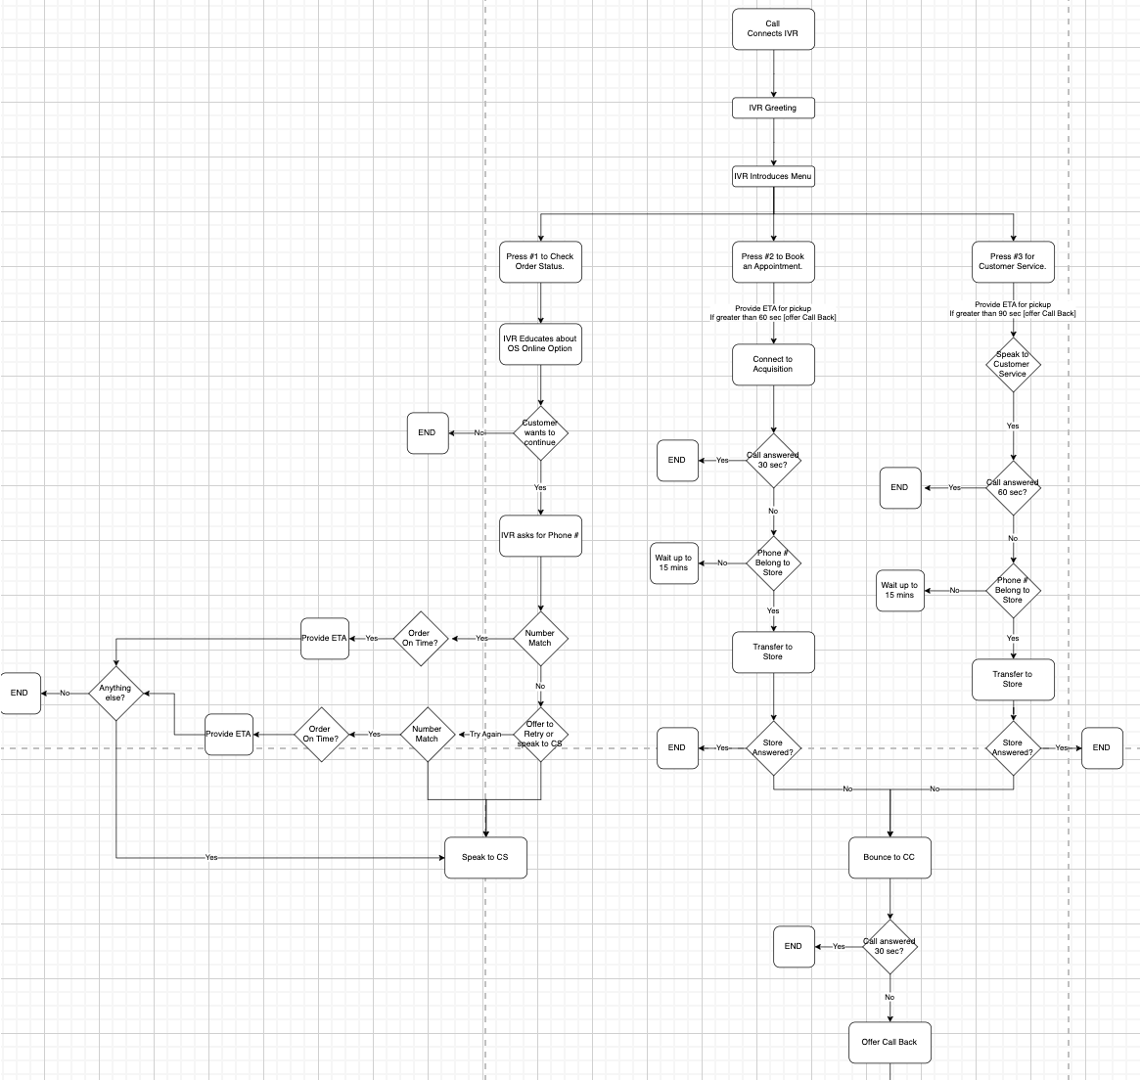 Call
Connects IVR
IVR Greeting
IVR Introduces Menu
Press #1 to Check
Order Status.
Press #2 to Book
an Appointment.
Press #3 for
Customer Service.
Provide ETA for pickup
If greater than 60 sec [offer Call Back]
Provide ETA for pickup
If greater than 90 sec [offer Call Back]
IVR Educates about
OS Online Option
Connect to
Acquisition
Speak to
Customer
Service
END
No
Customer
wants to
continue
Yes
Yes
END
Yes
Call answered
30 sec?
END
Yes
Call answered
60 sec?
Yes
No
No
IVR asks for Phone #
Wait up to
15 mins
No
Phone #
Belong to
Store
Wait up to
15 mins
No
Phone #
Belong to
Store
Yes
Yes
Provide ETA
Yes
Order
On Time?
Yes
Number
Match
Transfer to
Store
Transfer to
Store
END
No
Anything
else?
No
Provide ETA
Order
On Time?
Yes
Number
Match
Try Again
Offer to
Retry or
speak to CS
END
Yes
Store
Answered?
Store
Answered?
Yes
END
No
No
Yes
Speak to CS
Bounce to CC
END
Yes
Call answered
30 sec?
No
Offer Call Back